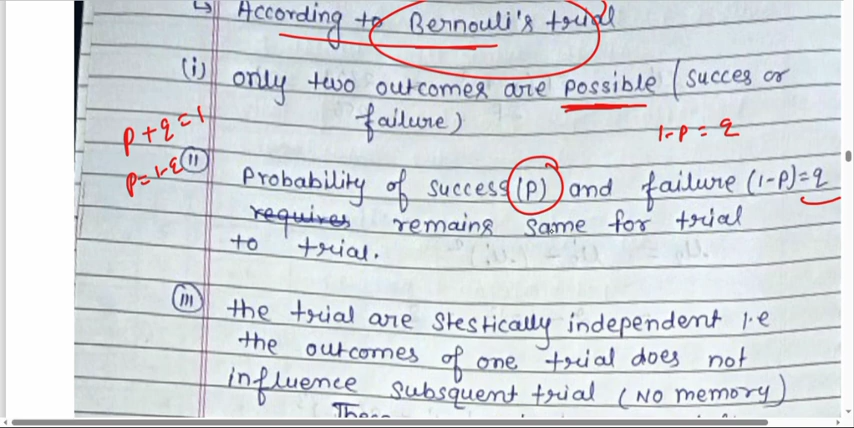 ↳ According to Bernouli's trial
(i) only two outcomes are possible (succes or
failure)
p+q=1
1-p = q
p=1-q
(ii) Probability of success (p) and failure (1-p)=q
requires remains same for trial
to trial.
(iii) the trial are stestically independent i.e
the outcomes of one trial does not
influence subsquent trial (No memory)